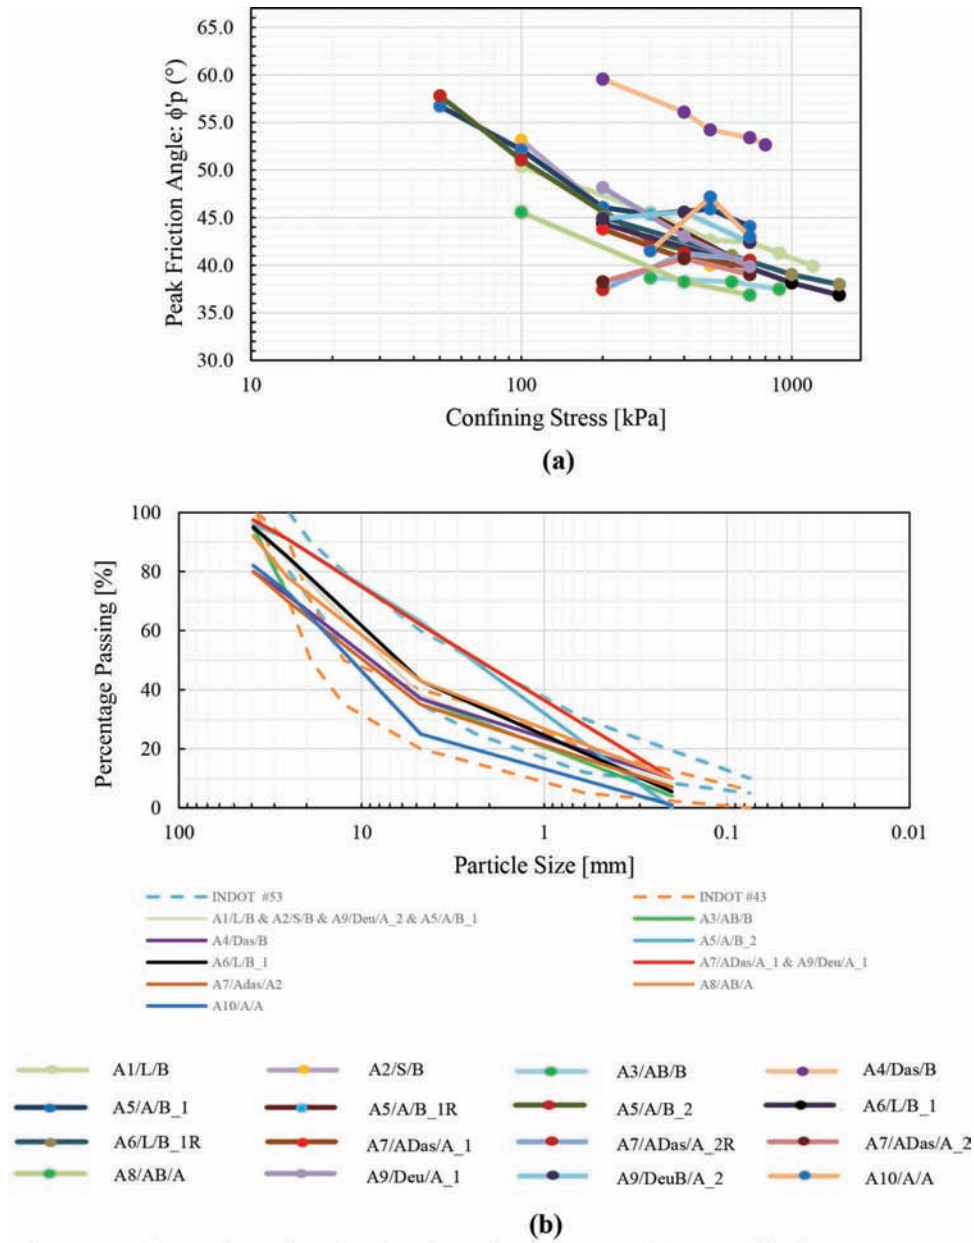 65.0
60.0
55.0
50.0
45.0
40.0
35.0
30.0
Peak Friction Angle: ϕ'p (°)
10
100
1000
Confining Stress [kPa]
(a)
100
80
60
40
20
0
Percentage Passing [%]
100
10
1
0.1
0.01
Particle Size [mm]
INDOT #53
INDOT #43
A1/L/B & A2/S/B & A9/Deu/A_2 & A5/A/B_1
A3/AB/B
A4/Das/B
A5/A/B_2
A6/L/B_1
A7/ADas/A_1 & A9/Deu/A_1
A7/Adas/A2
A8/AB/A
A10/A/A
A1/L/B
A2/S/B
A3/AB/B
A4/Das/B
A5/A/B_1
A5/A/B_1R
A5/A/B_2
A6/L/B_1
A6/L/B_1R
A7/ADas/A_1
A7/ADas/A_2R
A7/ADas/A_2
A8/AB/A
A9/Deu/A_1
A9/DeuB/A_2
A10/A/A
(b)